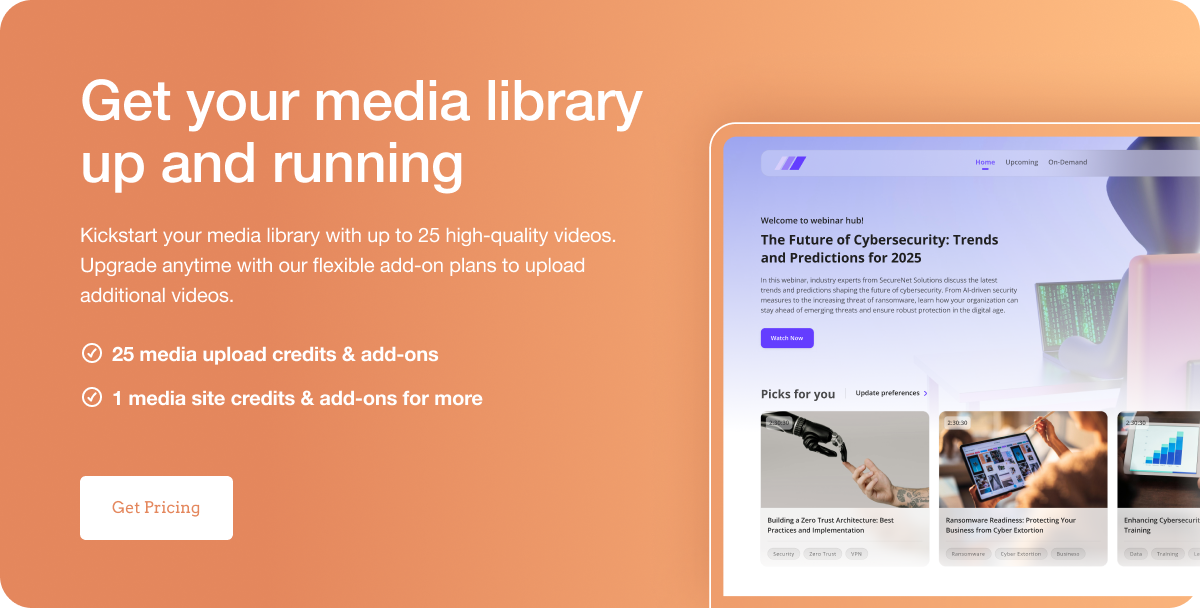 Get your media library
up and running
Kickstart your media library with up to 25 high-quality videos.
Upgrade anytime with our flexible add-on plans to upload
additional videos.
25 media upload credits & add-ons
1 media site credits & add-ons for more
Get Pricing
Home Upcoming On-Demand
Welcome to webinar hub!
The Future of Cybersecurity: Trends
and Predictions for 2025
In this webinar, industry experts from SecureNet Solutions discuss the latest
trends and predictions shaping the future of cybersecurity. From AI-driven security
measures to the increasing threat of ransomware, learn how your organization can
stay ahead of emerging threats and ensure robust protection in the digital age.
Watch Now
Picks for you Update preferences
2:30:30 2:30:30 2:30:30
Building a Zero Trust Architecture: Best
Practices and Implementation
Security Zero Trust VPN
Ransomware Readiness: Protecting Your
Business from Cyber Extortion
Ransomware Cyber Extortion Business
Enhancing Cybersecurit
Training
Data Training